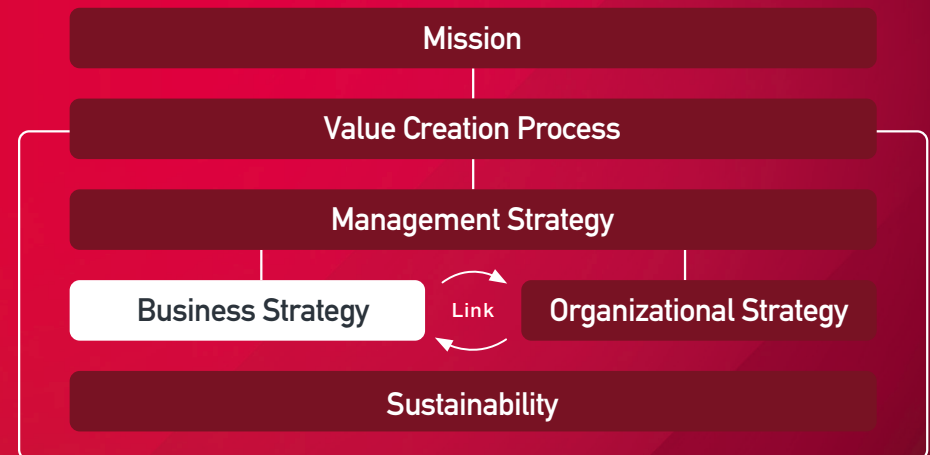 Mission
Value Creation Process
Management Strategy
Business Strategy
Link
Organizational Strategy
Sustainability